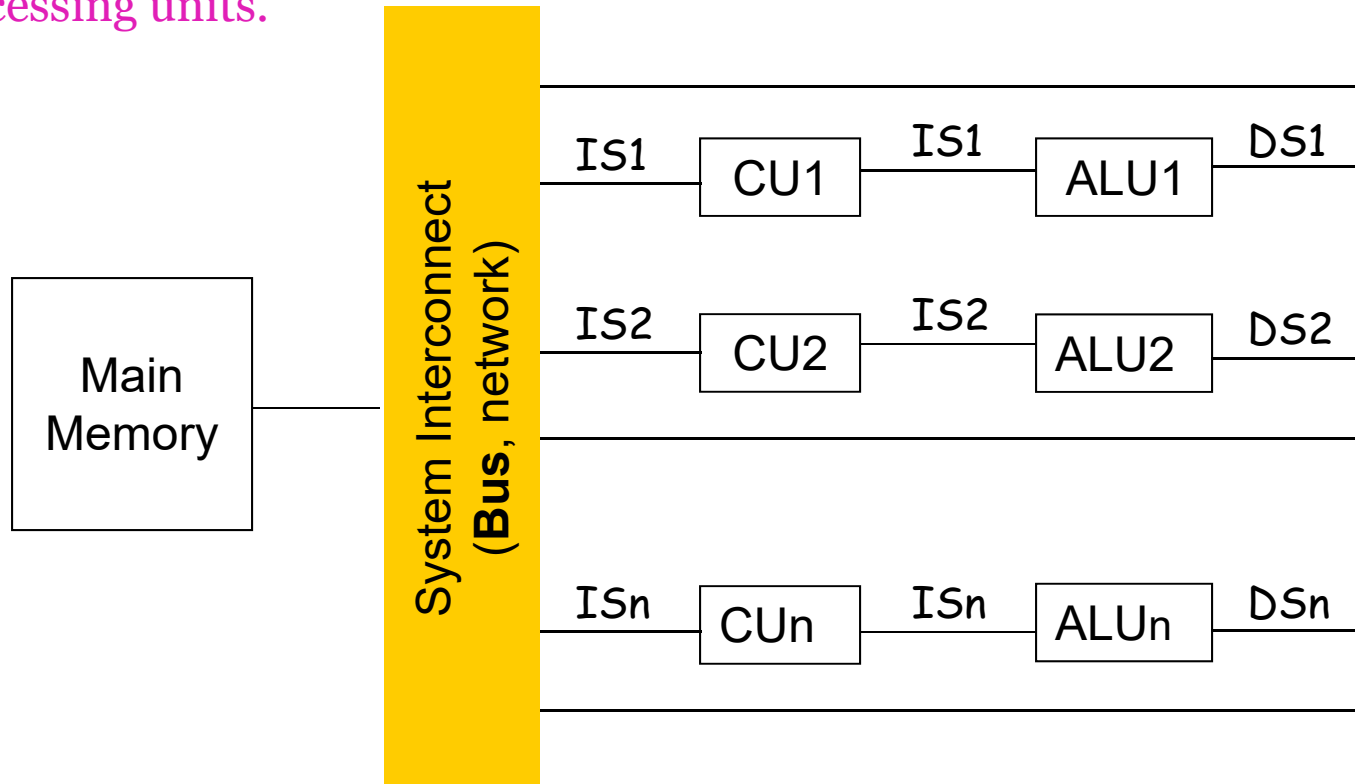 units.
IS1
CU1
IS1
ALU1
DS1
Main
Memory
System Interconnect
(Bus, network)
IS2
CU2
IS2
ALU2
DS2
ISn
CUn
ISn
ALUn
DSn